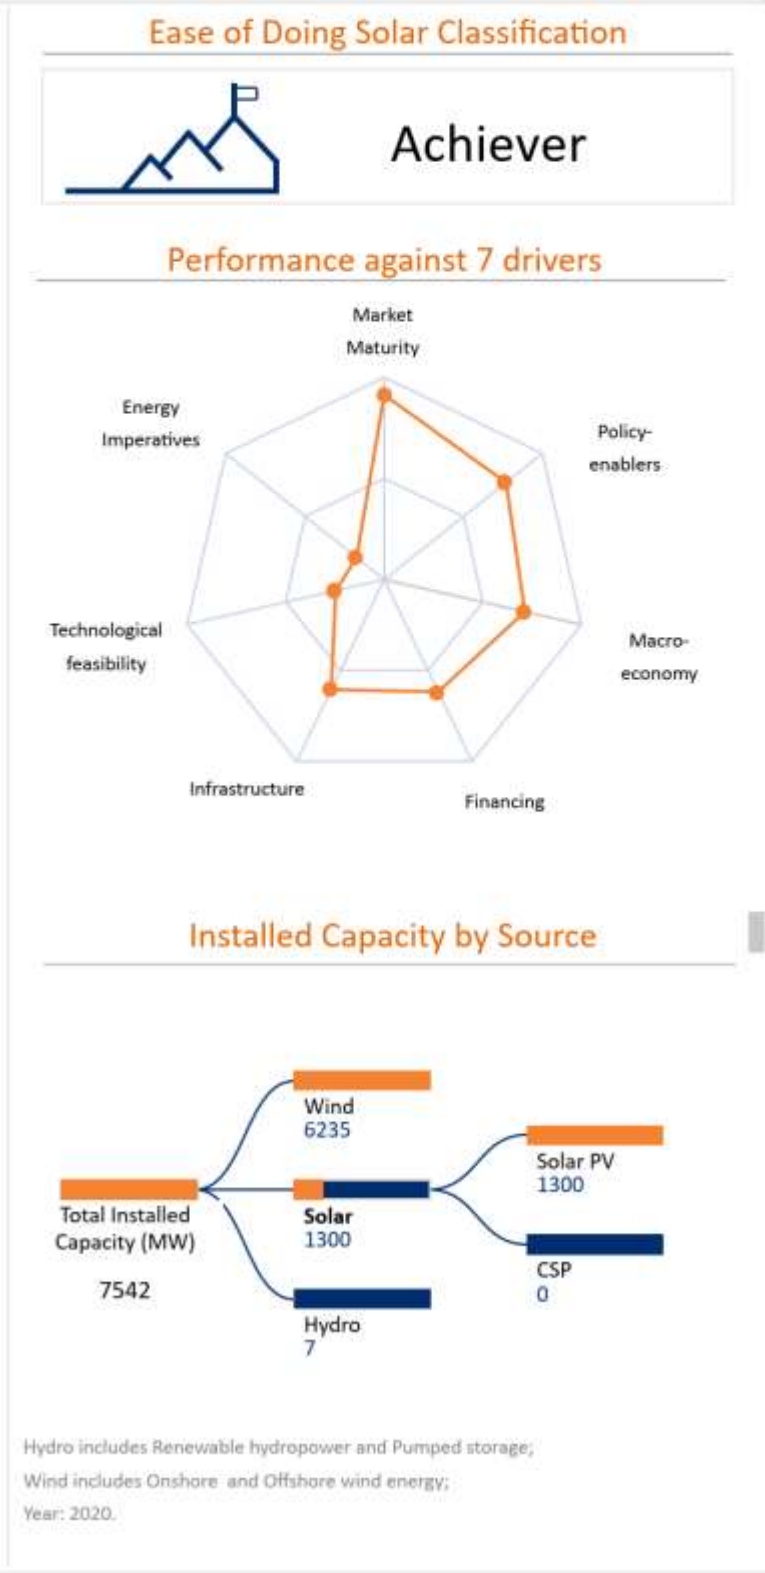 Ease of Doing Solar Classification
Achiever
Performance against 7 drivers
Market
Maturity
Energy
Imperatives
Policy-
enablers
Technological
feasibility
Macro-
economy
Infrastructure
Financing
Installed Capacity by Source
Wind
6235
Solar PV
1300
Total Installed
Capacity (MW)
7542
Solar
1300
CSP
0
Hydro
7
Hydro includes Renewable hydropower and Pumped storage;
Wind includes Onshore and Offshore wind energy;
Year: 2020.